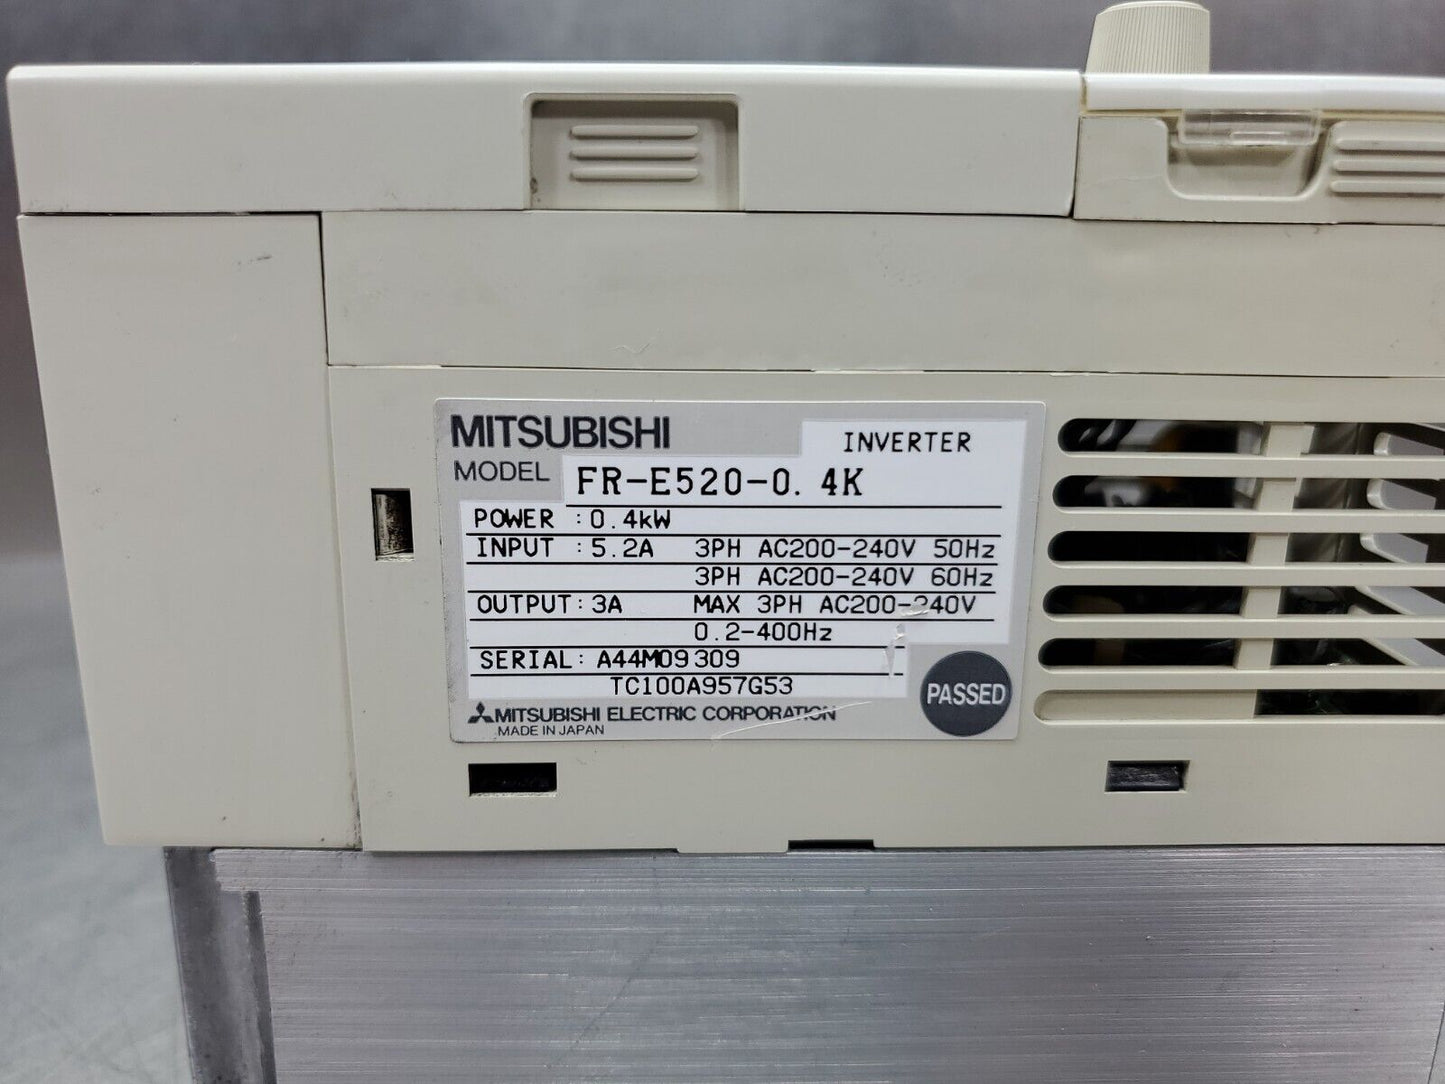 MITSUBISHI
INVERTER
MODEL FR-E520-0.4K
POWER : 0.4kW
INPUT : 5.2A 3PH AC200-240V 50Hz
3PH AC200-240V 60Hz
OUTPUT: 3A MAX 3PH AC200-240V
0.2-400Hz
SERIAL: A44M09309
TC100A957G53
PASSED
MITSUBISHI ELECTRIC CORPORATION
MADE IN JAPAN